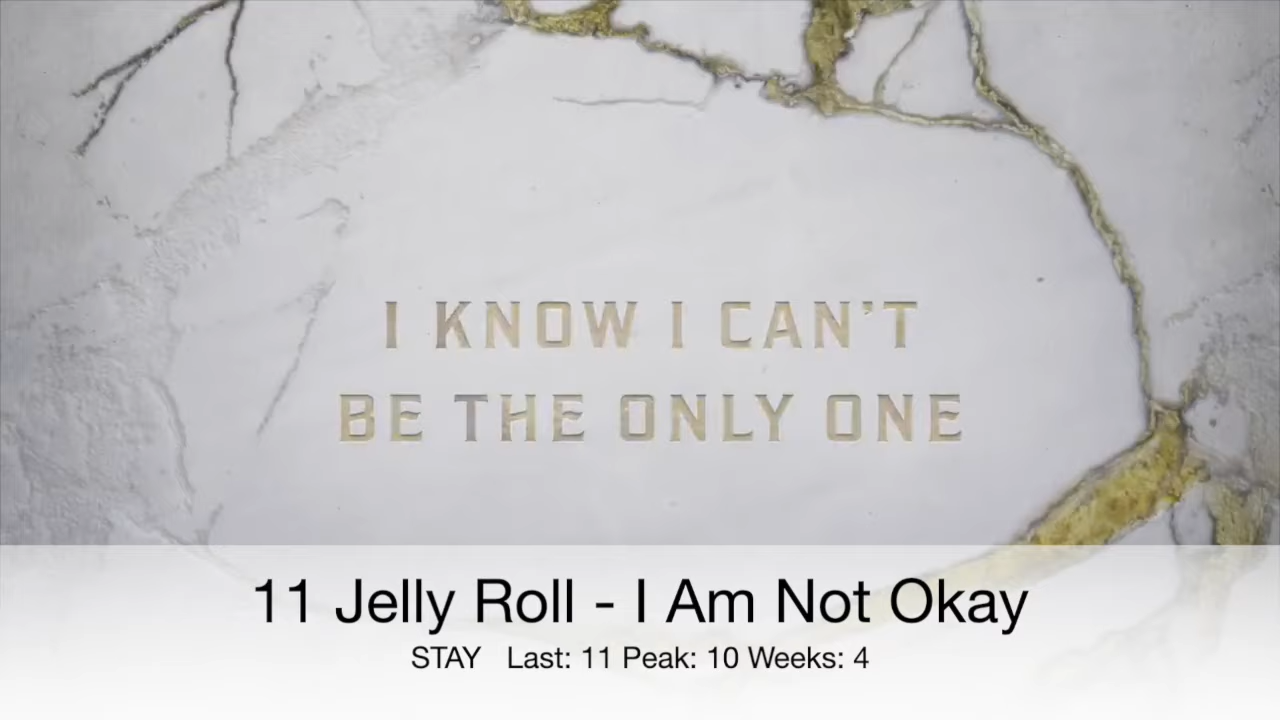 I KNOW I CAN'T
BE THE ONLY ONE
11 Jelly Roll - I Am Not Okay
STAY Last: 11 Peak: 10 Weeks: 4